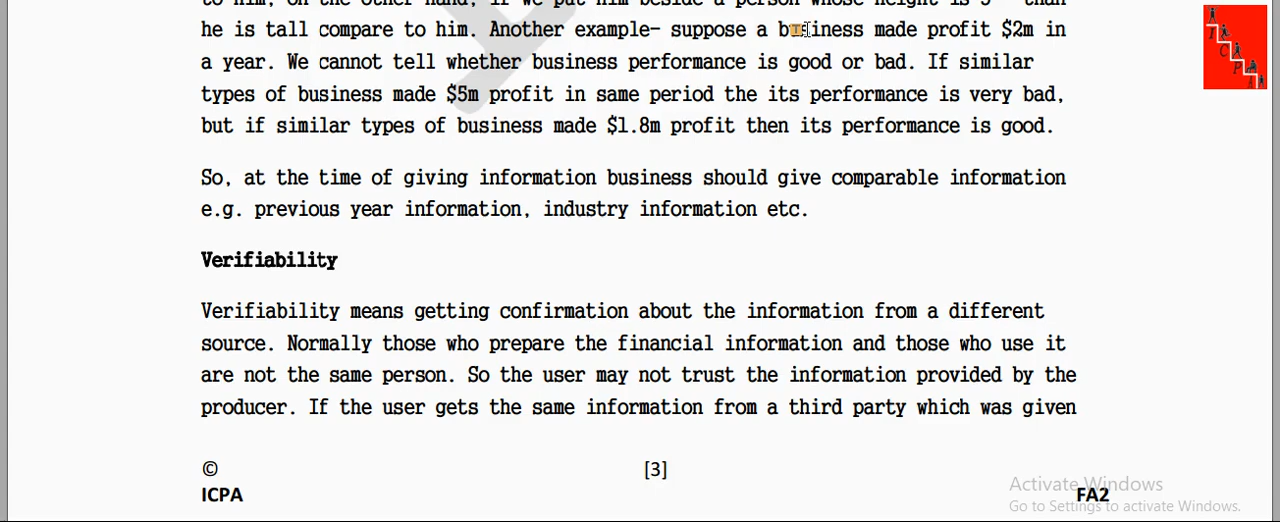 he is tall compare to him. Another example- suppose a business made profit $2m in
a year. We cannot tell whether business performance is good or bad. If similar
types of business made $5m profit in same period the its performance is very bad,
but if similar types of business made $1.8m profit then its performance is good.
So, at the time of giving information business should give comparable information
e.g. previous year information, industry information etc.
Verifiability
Verifiability means getting confirmation about the information from a different
source. Normally those who prepare the financial information and those who use it
are not the same person. So the user may not trust the information provided by the
producer. If the user gets the same information from a third party which was given
© [3]
ICPA FA2
Activate Windows
Go to Settings to activate Windows.
I
C
P
A